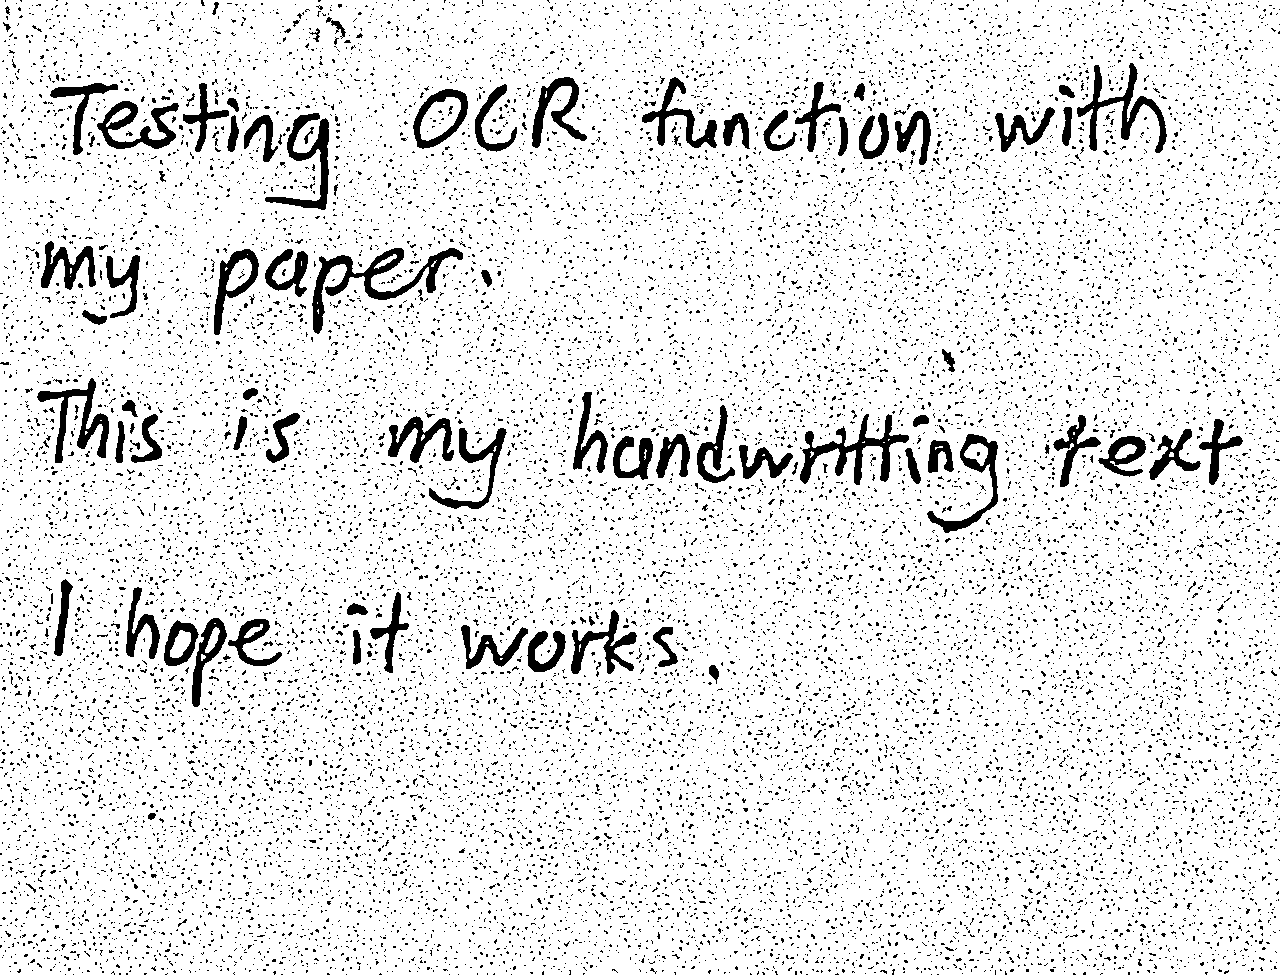 Testing OCR function with
my paper.
This is my handwritting text
I hope it works.